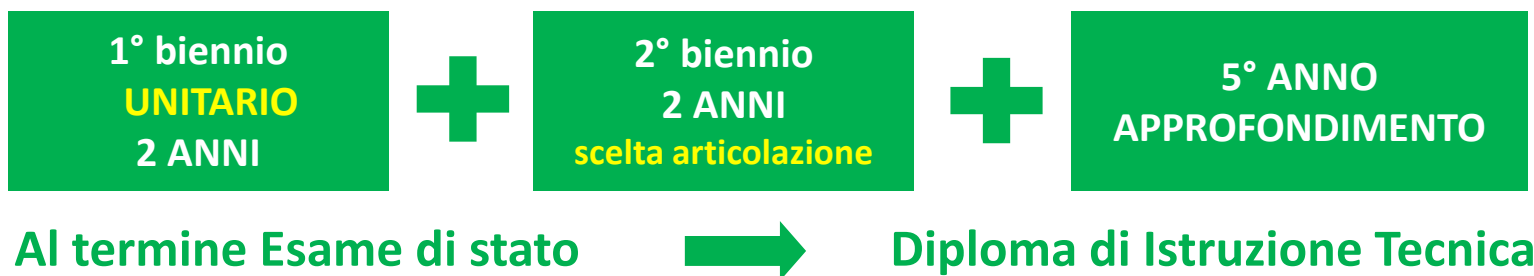 1° biennio
UNITARIO
2 ANNI
2° biennio
2 ANNI
scelta articolazione
5° ANNO
APPROFONDIMENTO
Al termine Esame di stato
Diploma di Istruzione Tecnica